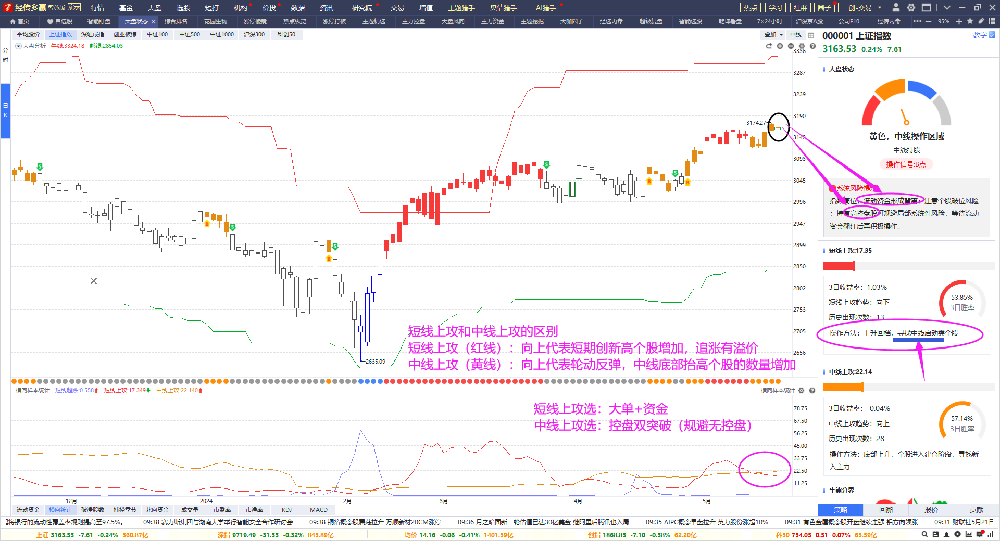 经传多赢 智尊版 演示 行情 基金 大盘 选股 短打 机构 价投 数据 资讯 研究院 交易 增值 主题猎手 舆情猎手 AI猎手 热点 学习 社群 圈子 一创-交易
首页 自选股 智能盯盘 大盘状态 综合排名 花园生物 涨停棱镜 热点纵览 涨停打板 主题精选 主力控盘 大盘风向 主力资金 主题挖掘 大咖圈子 经选内参 超级复盘 智能选股 乾坤看盘 7×24小时 沪深京A股 公司F10 经传内参 95%
平均股价 上证指数 深证成指 创业板综 中证100 中证500 中证1000 沪深300 科创50 叠加 画线
分时
日K
大盘分析 牛线:3324.18 熊线:2854.03
3336
3287
3239
3190
3142
3093
3045
2996
2947
2899
2850
2802
2753
2705
2656
3174.27
2635.09
S
B
S
B
S
S
B
S
B
短线上攻和中线上攻的区别
短线上攻（红线）：向上代表短期创新高个股增加，追涨有溢价
中线上攻（黄线）：向上代表轮动反弹，中线底部抬高个股的数量增加
横向样本统计 短线超跌:0.558 短线上攻:17.349 中线上攻:22.140 横向样本统计
短线上攻选：大单+资金
中线上攻选：控盘双突破（规避无控盘）
78.75
67.50
56.25
45.00
33.75
22.50
11.25
12月 2024 2月 3月 4月 5月
流动资金 横向统计 破净股数 捕捞季节 北向资金 成交量 市盈率 市净率 KDJ MACD
000001 上证指数 教学
3163.53 -0.24% -7.61
大盘状态
黄色，中线操作区域
中线持股
操作信号:B点
系统风险提示
指数高位；流动资金形成背离；注意个股破位风险
；持有高控盘股可规避局部系统性风险，等待流动
资金翻红后再积极操作。
短线上攻:17.35
3日收益率：1.03%
短线上攻趋势：向下
历史出现次数：13
53.85%
3日胜率
操作方法：上升回档，寻找中线启动类个股
中线上攻:22.14
3日收益率：-0.04%
中线上攻趋势：向上
历史出现次数：28
57.14%
3日胜率
操作方法：底部上升，个股进入建仓阶段，寻找新
入主力
牛熊分界
策略 回溯 报价 贡献
将银行的流动性覆盖率规则提高至97.5%。 09:38 赛力斯集团与湖南大学举行智能安全合作研讨会 09:38 铜箔概念股震荡拉升 万顺新材20CM涨停 09:36 月之暗面新一轮估值已达30亿美金 继阿里后腾讯也入局 09:35 AIPC概念早盘拉升 英力股份涨超10% 09:31 有色金属概念股开盘继续走强 铝方向领涨 09:31 财联社5月21日
上证 3163.53 -7.61 -0.24% 560.87亿 深指 9719.49 -31.33 -0.32% 843.89亿 均价 14.16 -0.06 -0.41% 1401.59亿 创指 1868.83 -7.10 -0.38% 62.20亿 科50 754.05 0.51 0.07% 65.59亿